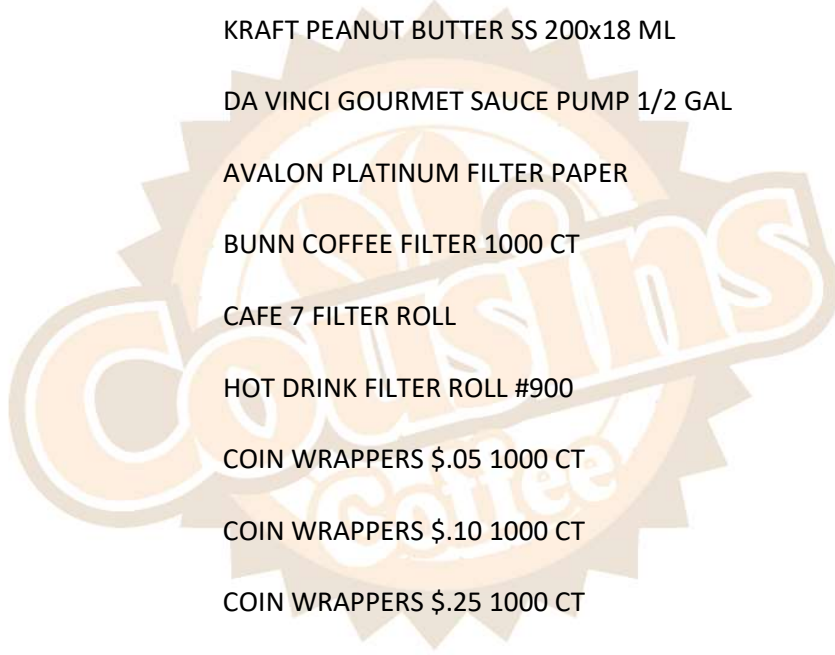 KRAFT PEANUT BUTTER SS 200x18 ML
DA VINCI GOURMET SAUCE PUMP 1/2 GAL
AVALON PLATINUM FILTER PAPER
BUNN COFFEE FILTER 1000 CT
CAFE 7 FILTER ROLL
HOT DRINK FILTER ROLL #900
COIN WRAPPERS $.05 1000 CT
COIN WRAPPERS $.10 1000 CT
COIN WRAPPERS $.25 1000 CT
Cousins
Coffee